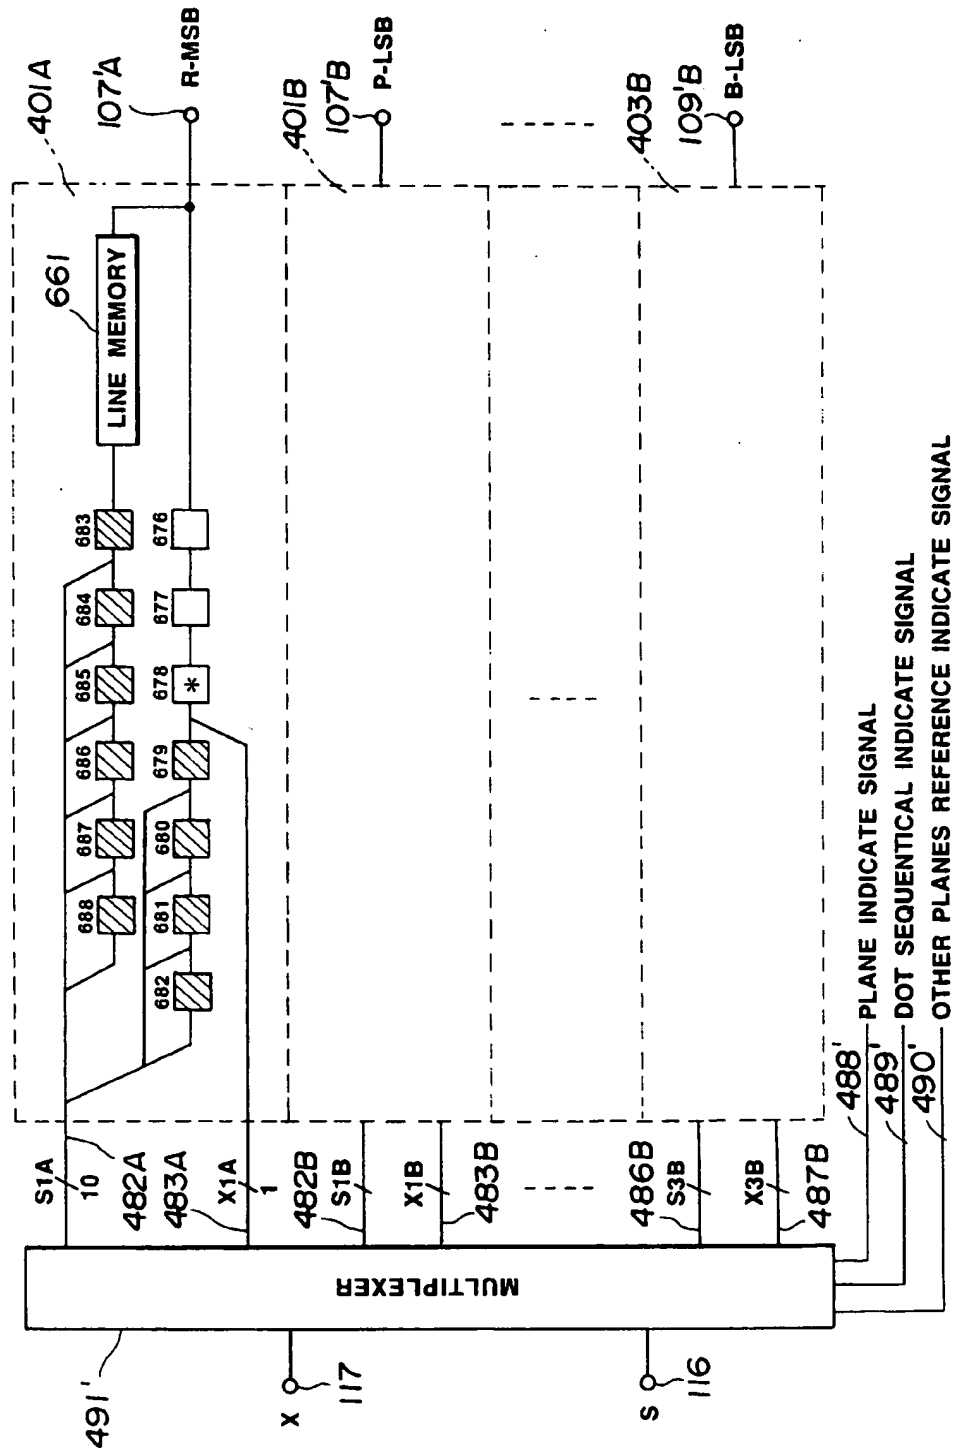 401A
107'A
R-MSB
661
LINE MEMORY
683
684
685
686
687
688
676
677
678
*
679
680
681
682
401B
107'B
P-LSB
403B
109'B
B-LSB
S1A
10
482A
483A
X1A
1
482B
S1B
X1B
483B
486B
S3B
X3B
487B
MULTIPLEXER
491'
X
117
S
116
488'
PLANE INDICATE SIGNAL
489'
DOT SEQUENTICAL INDICATE SIGNAL
490'
OTHER PLANES REFERENCE INDICATE SIGNAL